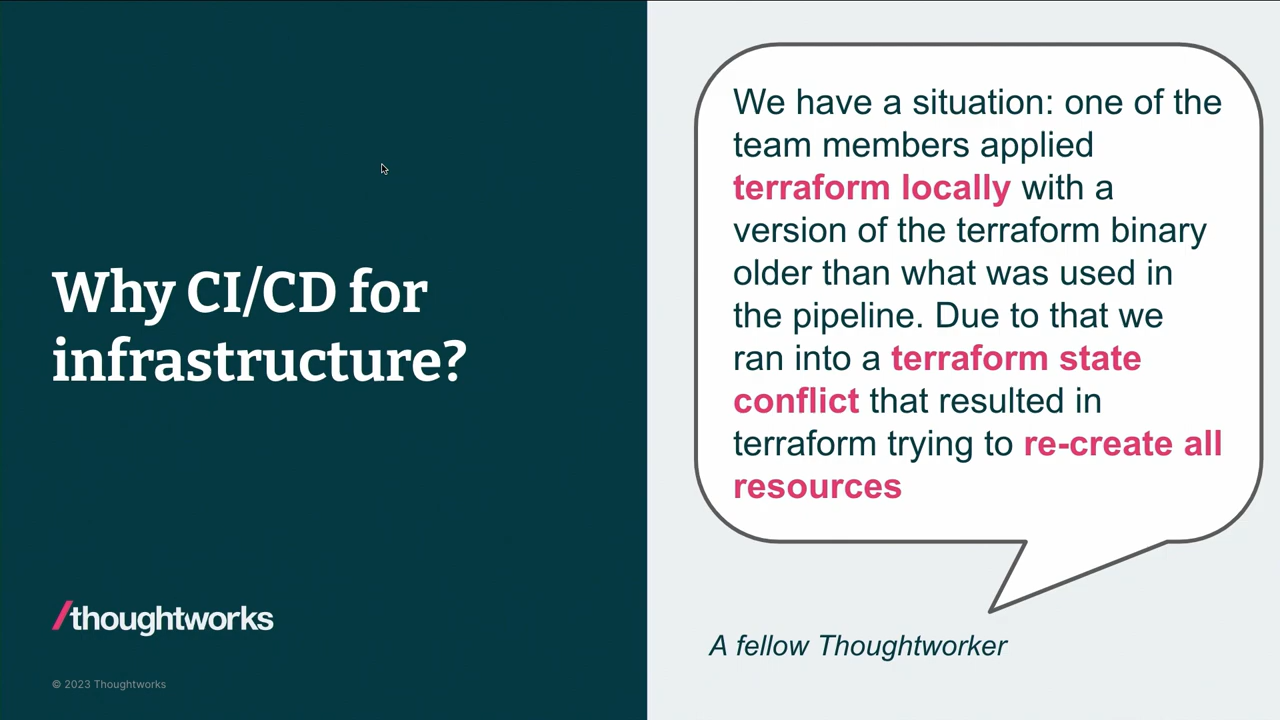 Why CI/CD for
infrastructure?
/thoughtworks
© 2023 Thoughtworks
We have a situation: one of the
team members applied
terraform locally with a
version of the terraform binary
older than what was used in
the pipeline. Due to that we
ran into a terraform state
conflict that resulted in
terraform trying to re-create all
resources
A fellow Thoughtworker